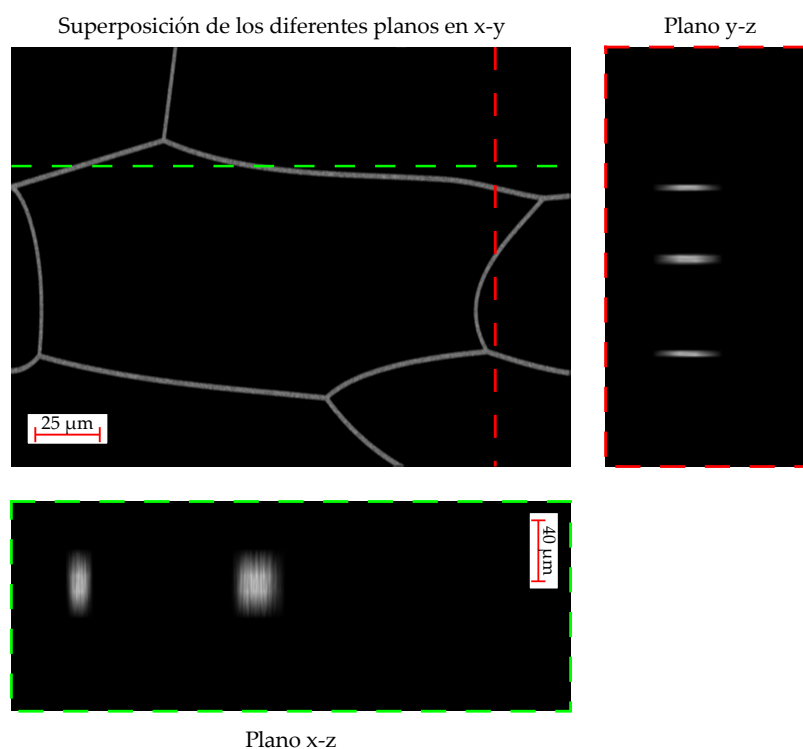 Superposición de los diferentes planos en x-y
Plano y-z
25 μm
40 μm
Plano x-z